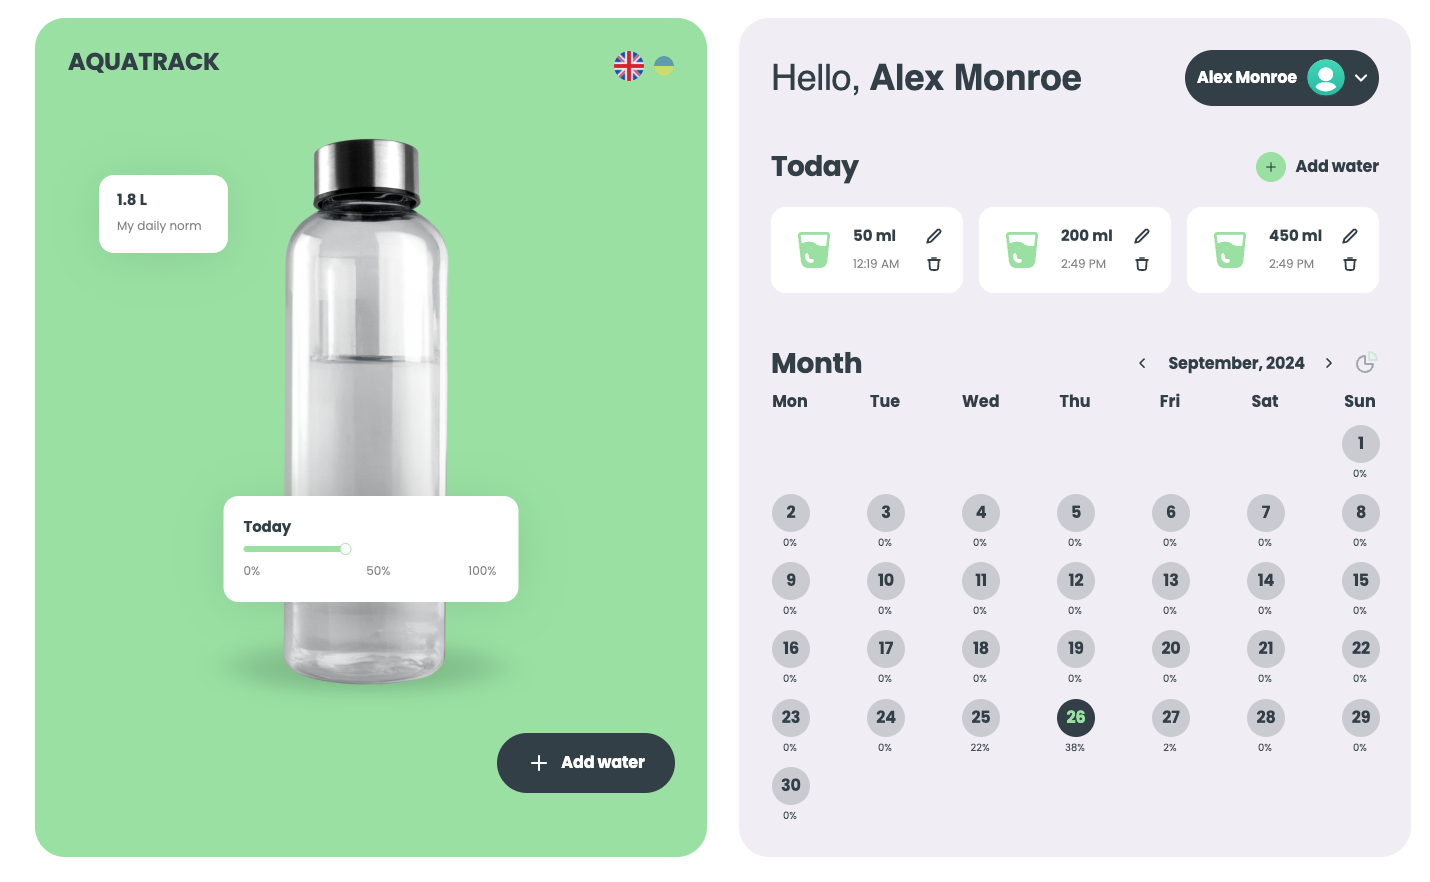 AQUATRACK
1.8 L
My daily norm
Today
0% 50% 100%
Add water
Hello, Alex Monroe
Alex Monroe
Today
Add water
50 ml
12:19 AM
200 ml
2:49 PM
450 ml
2:49 PM
Month
September, 2024
Mon Tue Wed Thu Fri Sat Sun
1
0%
2 3 4 5 6 7 8
0% 0% 0% 0% 0% 0% 0%
9 10 11 12 13 14 15
0% 0% 0% 0% 0% 0% 0%
16 17 18 19 20 21 22
0% 0% 0% 0% 0% 0% 0%
23 24 25 26 27 28 29
0% 0% 22% 38% 2% 0% 0%
30
0%